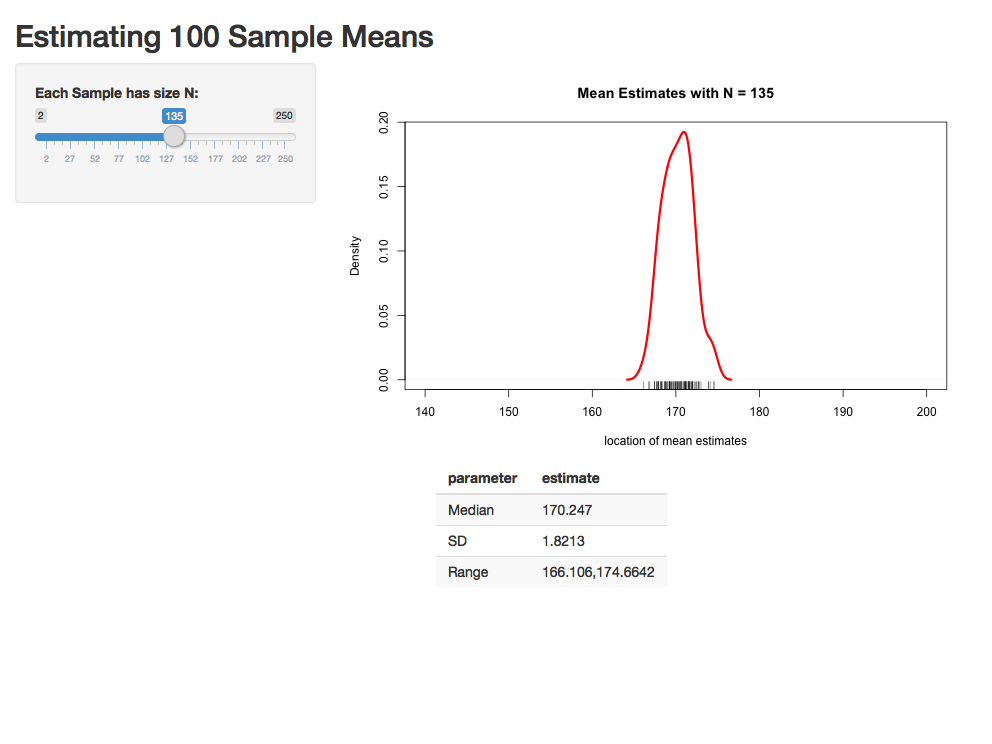 Estimating 100 Sample Means
Each Sample has size N:
2 135 250
2 27 52 77 102 127 152 177 202 227 250
Mean Estimates with N = 135
Density
0.00 0.05 0.10 0.15 0.20
140 150 160 170 180 190 200
location of mean estimates
parameter estimate
Median 170.247
SD 1.8213
Range 166.106,174.6642